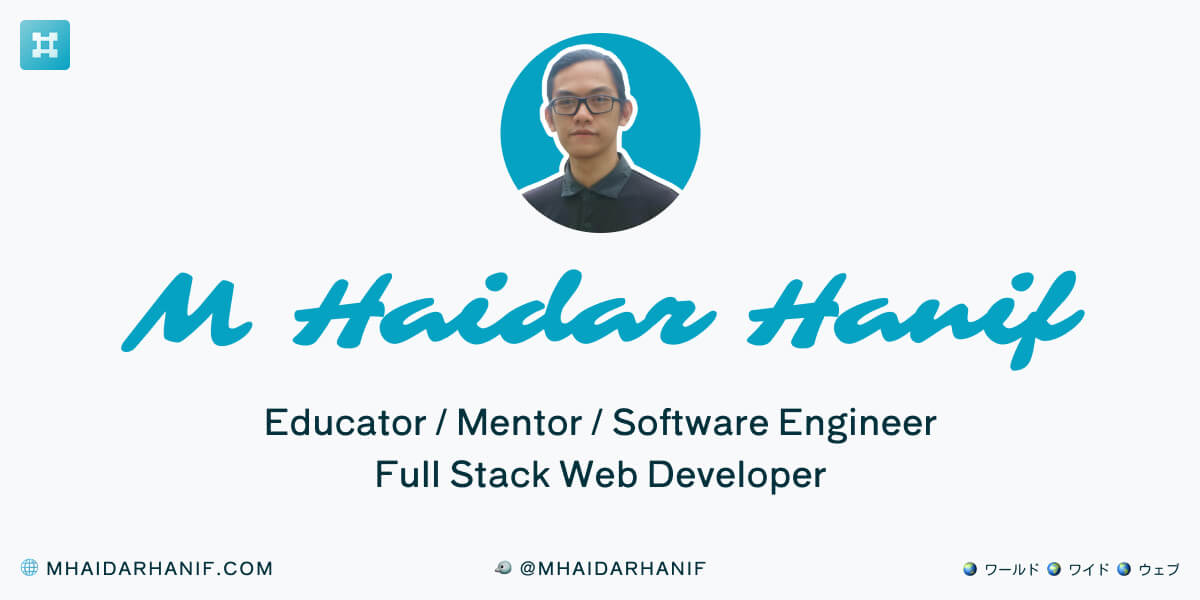 M Haidar Hanif
Educator / Mentor / Software Engineer
Full Stack Web Developer
MHAIDARHANIF.COM
@MHAIDARHANIF
ワールド ワイド ウェブ